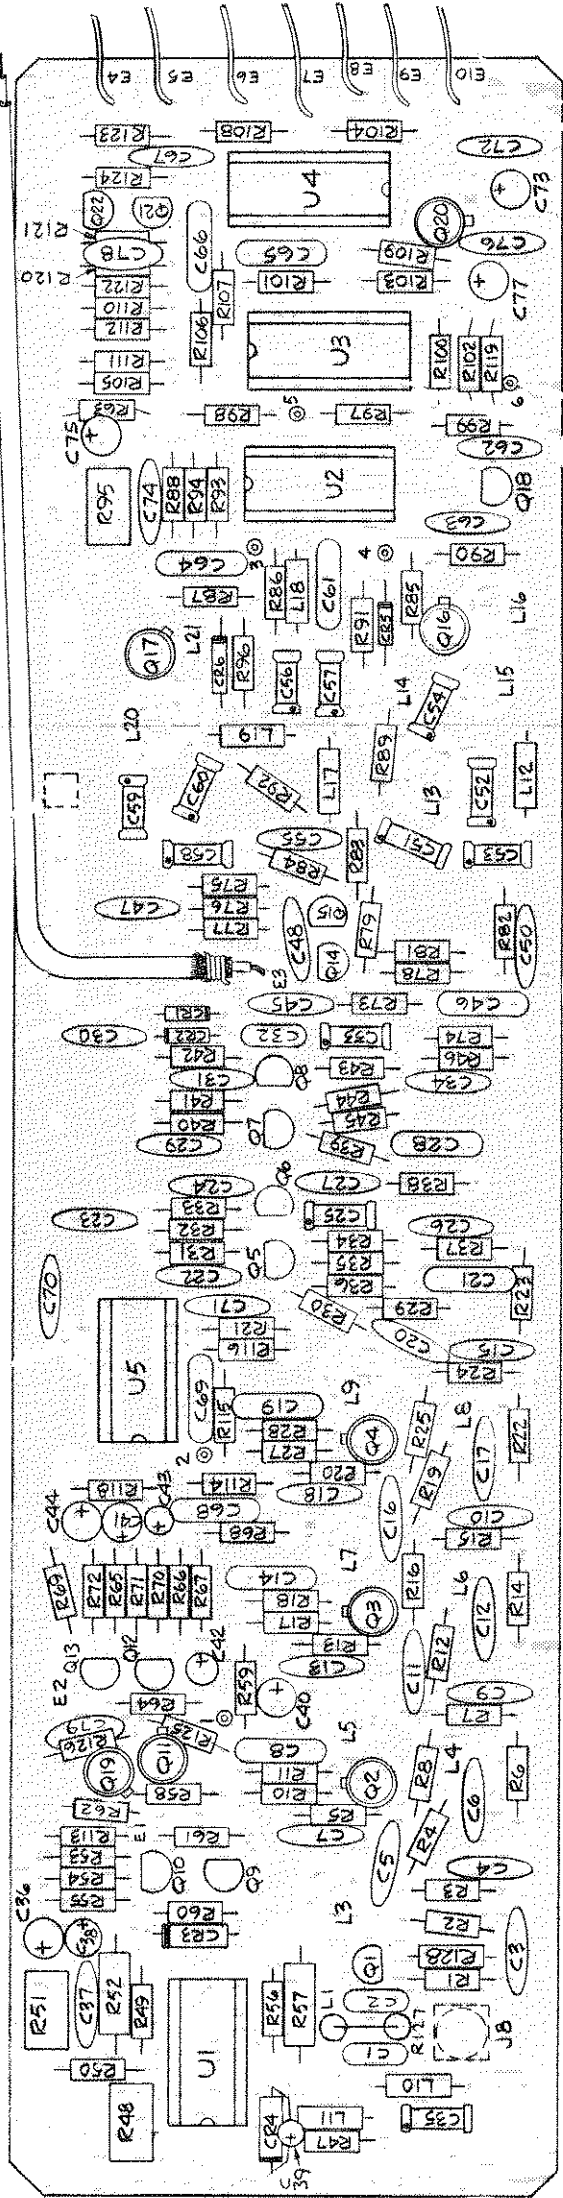 E4 E5 E6 E7 E8 E9 E10
R123 R108 R104 C72
C67
R124 U4 C73
Q22 Q21 Q20
R121 C78 C66 C65 R109 C76
R120 R122 R107 R101 R103 C77
R110
R112 R106 U3 R100 R102 R119
R111
R105
R63 R98 5 R97 R99 6
C75 C62
R95 C74 R88 R94 R93 U2 Q18
C63
C64 3 4 R90
R87 R86 L18 C61 R85
R91 CR5 Q16 L16
Q17 L21 CR6 R96 C56 C57 L14 C54 L15
L20 L19 R89
C59 C60 R92 L17 L13 C52 L12
C58 C55 R84 R83 C51 C53
R75
C47 R76 C48 Q15 R79 R82 C50
R77 Q14 R81
R78
E3
CR1 C45 R73 C46
C30 CR2 C32 C33 R74
R42 R43 R46
C31 Q8 C34
R41 R44
R40 Q7 R45
C29 R39 C28
C24 Q6 C27 R38
R33 C25
C23 R32 R34 C26
R31 Q5 R35 R37
C22 R36 C21
C70 C71 R30 R29 R23
R21 C20 C15
U5 R116 R24
C69 R115 C19 L9 L8
2 R28 Q4 R25 C17 R22
R27 R19
R118 R114 R20
C44 C41 C43 C68 C18 C16 C10
R68 R15
R69 R72 R65 R71 R70 R66 R67 C14 L7 R16 L6
R18 Q3 C12 R14
R17
Q13 Q12 C42 R13 R12
E2 R59 C13 C11
R64 C40 C9
C79 1 R7
R126 R125 C8 L5
Q19 Q11 R11 Q2 R8 L4 R6
R58 R10 C6
R62 R5 R4
R113 E1 R61 C7 C5
R53 C4
R54 Q10 Q9 R3
R55
C36 R60 L3 R2
C38 CR3 R128 C3
R51 C37 R52 R49 R56 R57 L1 Q1 R1
C2 R127 J8
R50 U1 C1
R48 L10
CR4 L11 C35
R47
C39